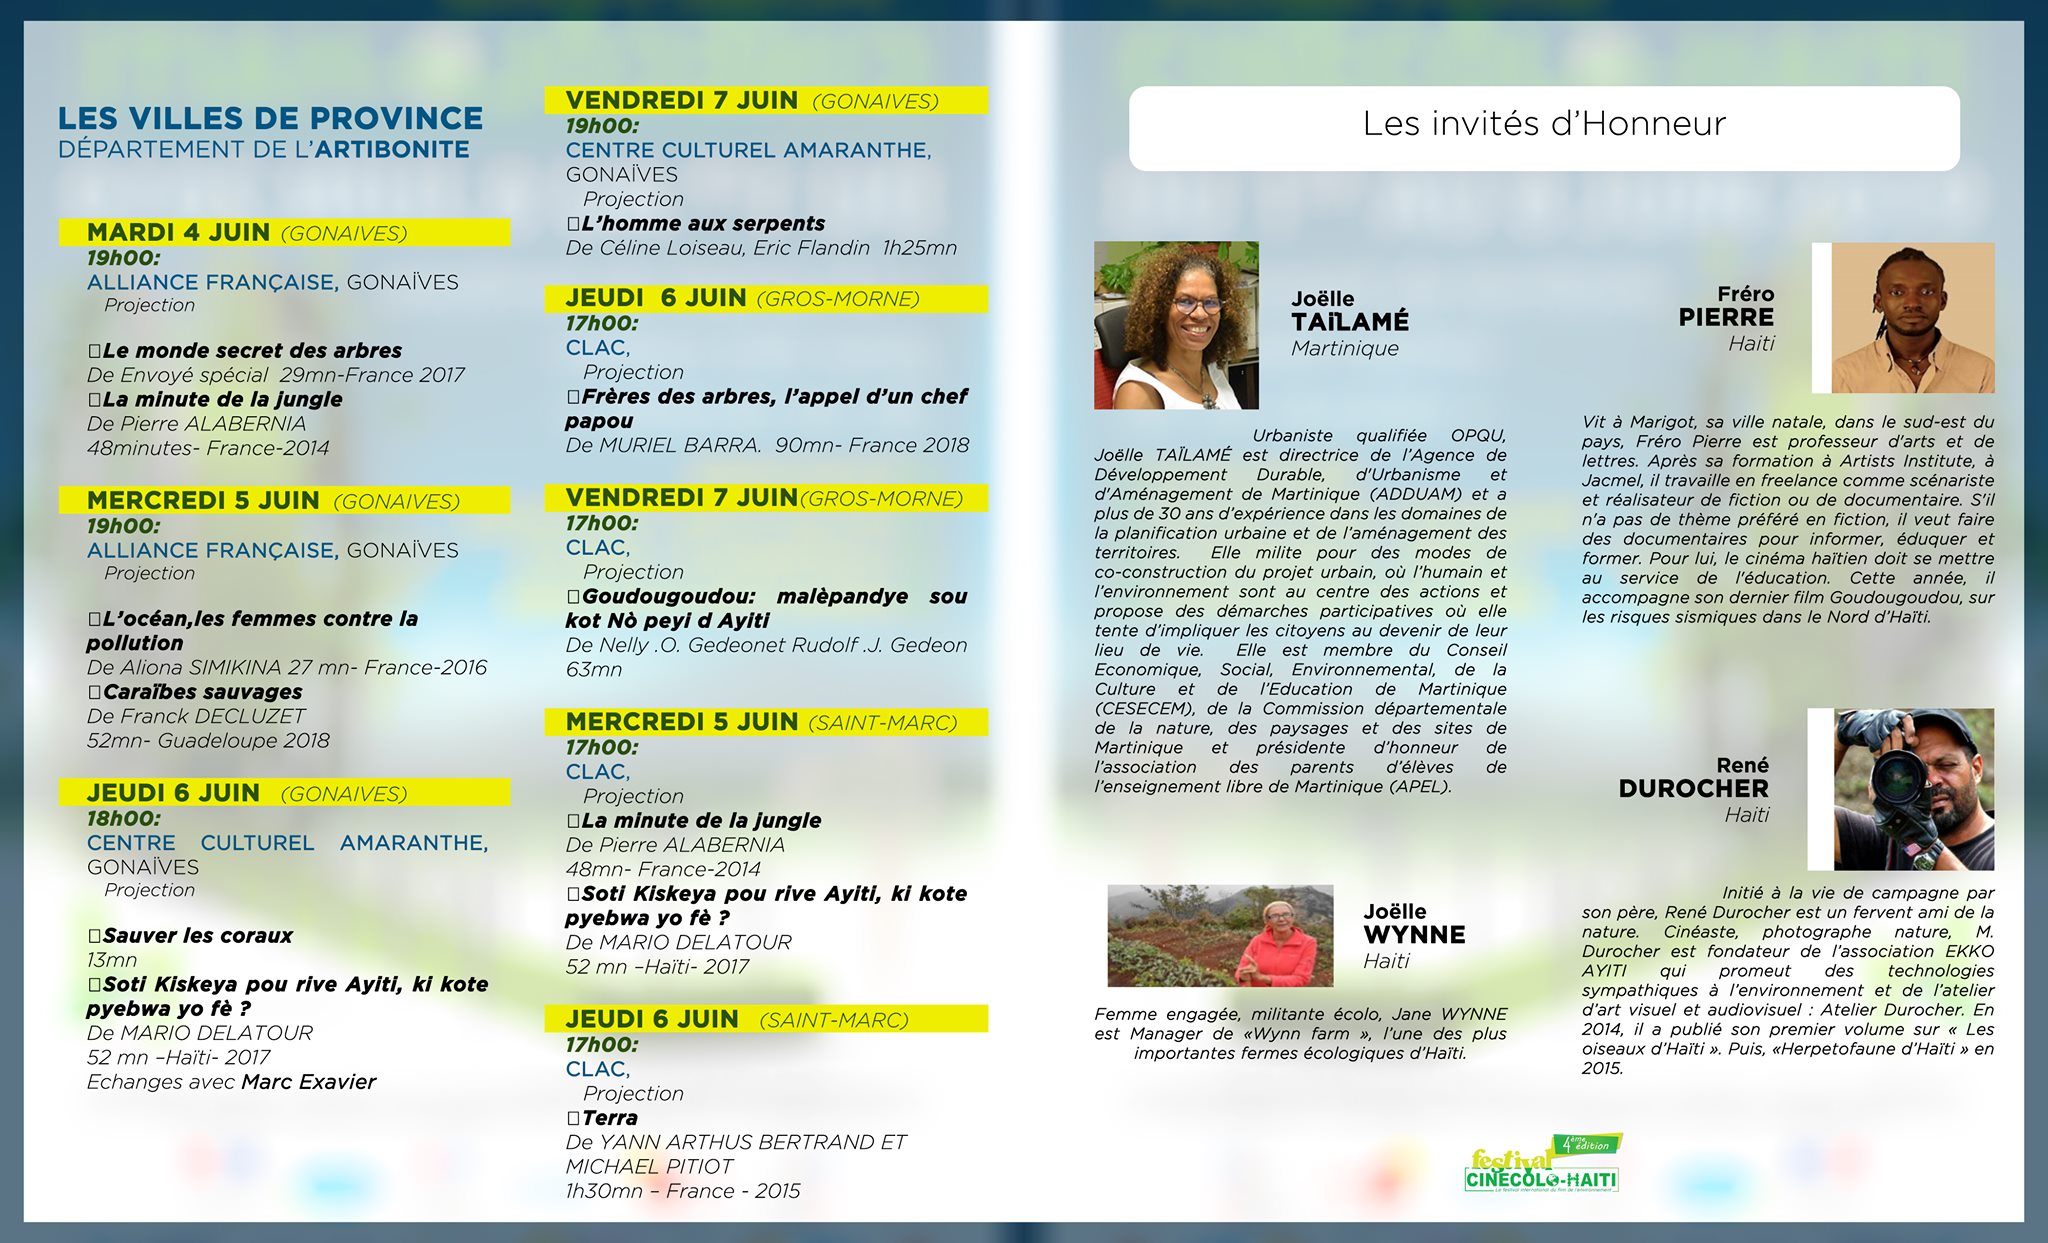 LES VILLES DE PROVINCE
DÉPARTEMENT DE L'ARTIBONITE
MARDI 4 JUIN (GONAIVES)
19h00:
ALLIANCE FRANÇAISE, GONAÏVES
Projection
Le monde secret des arbres
De Envoyé spécial 29mn-France 2017
La minute de la jungle
De Pierre ALABERNIA
48minutes- France-2014
MERCREDI 5 JUIN (GONAIVES)
19h00:
ALLIANCE FRANÇAISE, GONAÏVES
Projection
L'océan,les femmes contre la
pollution
De Aliona SIMIKINA 27 mn- France-2016
Caraïbes sauvages
De Franck DECLUZET
52mn- Guadeloupe 2018
JEUDI 6 JUIN (GONAIVES)
18h00:
CENTRE CULTUREL AMARANTHE,
GONAÏVES
Projection
Sauver les coraux
13mn
Soti Kiskeya pou rive Ayiti, ki kote
pyebwa yo fè ?
De MARIO DELATOUR
52 mn –Haïti- 2017
Echanges avec Marc Exavier
VENDREDI 7 JUIN (GONAIVES)
19h00:
CENTRE CULTUREL AMARANTHE,
GONAÏVES
Projection
L'homme aux serpents
De Céline Loiseau, Eric Flandin 1h25mn
JEUDI 6 JUIN (GROS-MORNE)
17h00:
CLAC,
Projection
Frères des arbres, l'appel d'un chef
papou
De MURIEL BARRA. 90mn- France 2018
VENDREDI 7 JUIN(GROS-MORNE)
17h00:
CLAC,
Projection
Goudougoudou: malèpandye sou
kot Nò peyi d Ayiti
De Nelly .O. Gedeonet Rudolf .J. Gedeon
63mn
MERCREDI 5 JUIN (SAINT-MARC)
17h00:
CLAC,
Projection
La minute de la jungle
De Pierre ALABERNIA
48mn- France-2014
Soti Kiskeya pou rive Ayiti, ki kote
pyebwa yo fè ?
De MARIO DELATOUR
52 mn –Haïti- 2017
JEUDI 6 JUIN (SAINT-MARC)
17h00:
CLAC,
Projection
Terra
De YANN ARTHUS BERTRAND ET
MICHAEL PITIOT
1h30mn – France - 2015
Les invités d'Honneur
Joëlle
TAÏLAMÉ
Martinique
Urbaniste qualifiée OPQU,
Joëlle TAÏLAMÉ est directrice de l'Agence de
Développement Durable, d'Urbanisme et
d'Aménagement de Martinique (ADDUAM) et a
plus de 30 ans d'expérience dans les domaines de
la planification urbaine et de l'aménagement des
territoires. Elle milite pour des modes de
co-construction du projet urbain, où l'humain et
l'environnement sont au centre des actions et
propose des démarches participatives où elle
tente d'impliquer les citoyens au devenir de leur
lieu de vie. Elle est membre du Conseil
Economique, Social, Environnemental, de la
Culture et de l'Education de Martinique
(CESECEM), de la Commission départementale
de la nature, des paysages et des sites de
Martinique et présidente d'honneur de
l'association des parents d'élèves de
l'enseignement libre de Martinique (APEL).
Joëlle
WYNNE
Haiti
Femme engagée, militante écolo, Jane WYNNE
est Manager de «Wynn farm », l'une des plus
importantes fermes écologiques d'Haïti.
Fréro
PIERRE
Haiti
Vit à Marigot, sa ville natale, dans le sud-est du
pays, Fréro Pierre est professeur d'arts et de
lettres. Après sa formation à Artists Institute, à
Jacmel, il travaille en freelance comme scénariste
et réalisateur de fiction ou de documentaire. S'il
n'a pas de thème préféré en fiction, il veut faire
des documentaires pour informer, éduquer et
former. Pour lui, le cinéma haïtien doit se mettre
au service de l'éducation. Cette année, il
accompagne son dernier film Goudougoudou, sur
les risques sismiques dans le Nord d'Haïti.
René
DUROCHER
Haiti
Initié à la vie de campagne par
son père, René Durocher est un fervent ami de la
nature. Cinéaste, photographe nature, M.
Durocher est fondateur de l'association EKKO
AYITI qui promeut des technologies
sympathiques à l'environnement et de l'atelier
d'art visuel et audiovisuel : Atelier Durocher. En
2014, il a publié son premier volume sur « Les
oiseaux d'Haïti ». Puis, «Herpetofaune d'Haïti » en
2015.
4ème édition
festival
CINECOLO-HAITI
Le festival international du film de l'environnement